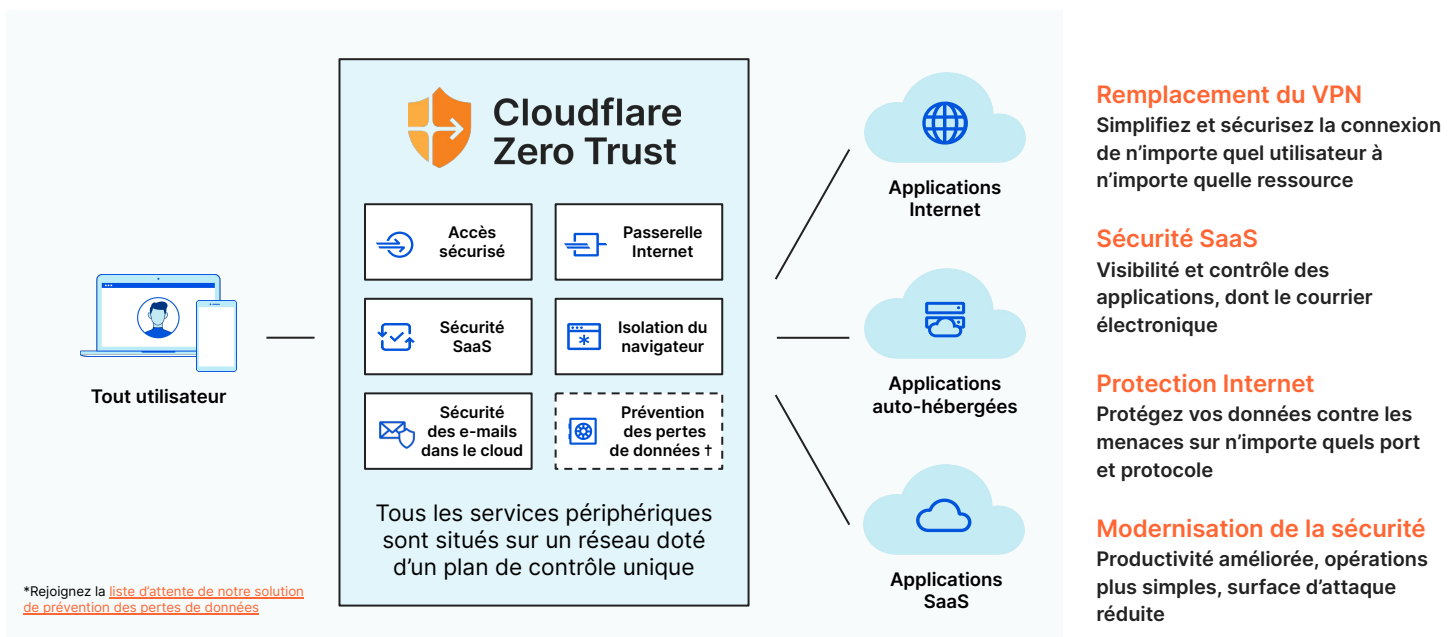 Cloudflare
Zero Trust
Accès
sécurisé
Passerelle
Internet
Sécurité
SaaS
Isolation du
navigateur
Sécurité
des e-mails
dans le cloud
Prévention
des pertes
de données †
Tous les services périphériques
sont situés sur un réseau doté
d’un plan de contrôle unique
Tout utilisateur
*Rejoignez la liste d’attente de notre solution
de prévention des pertes de données
Applications
Internet
Applications
auto-hébergées
Applications
SaaS
Remplacement du VPN
Simplifiez et sécurisez la connexion
de n’importe quel utilisateur à
n’importe quelle ressource
Sécurité SaaS
Visibilité et contrôle des
applications, dont le courrier
électronique
Protection Internet
Protégez vos données contre les
menaces sur n’importe quels port
et protocole
Modernisation de la sécurité
Productivité améliorée, opérations
plus simples, surface d’attaque
réduite